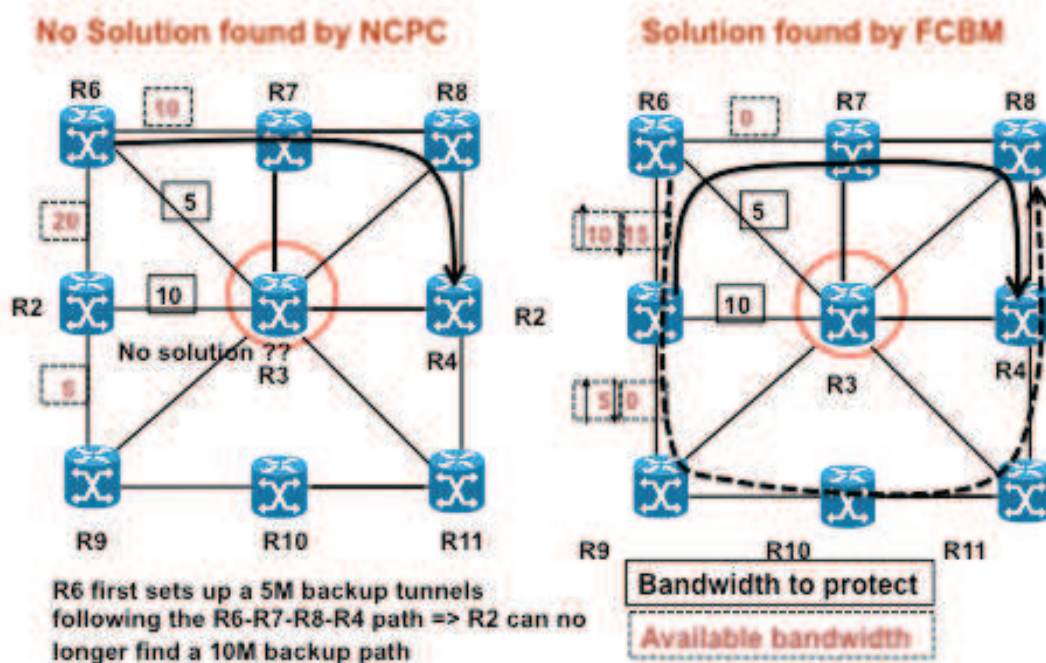 No Solution found by NCPC
R6
10
R7
R8
5
20
R2
10
R4
No solution ??
R3
5
R9
R10
R11
R6 first sets up a 5M backup tunnels
following the R6-R7-R8-R4 path => R2 can no
longer find a 10M backup path
Solution found by FCBM
R6
0
R7
R8
5
10 15
R2
10
R3
R4
5 0
R9
R10
R11
Bandwidth to protect
Available bandwidth